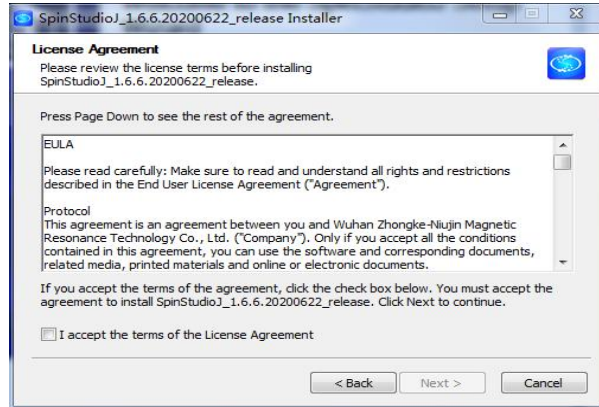 SpinStudioJ_1.6.6.20200622_release Installer
License Agreement
Please review the license terms before installing
SpinStudioJ_1.6.6.20200622_release.
Press Page Down to see the rest of the agreement.
EULA
Please read carefully: Make sure to read and understand all rights and restrictions
described in the End User License Agreement ("Agreement").
Protocol
This agreement is an agreement between you and Wuhan Zhongke-Niujin Magnetic
Resonance Technology Co., Ltd. ("Company"). Only if you accept all the conditions
contained in this agreement, you can use the software and corresponding documents,
related media, printed materials and online or electronic documents.
If you accept the terms of the agreement, click the check box below. You must accept the
agreement to install SpinStudioJ_1.6.6.20200622_release. Click Next to continue.
I accept the terms of the License Agreement
< Back Next > Cancel